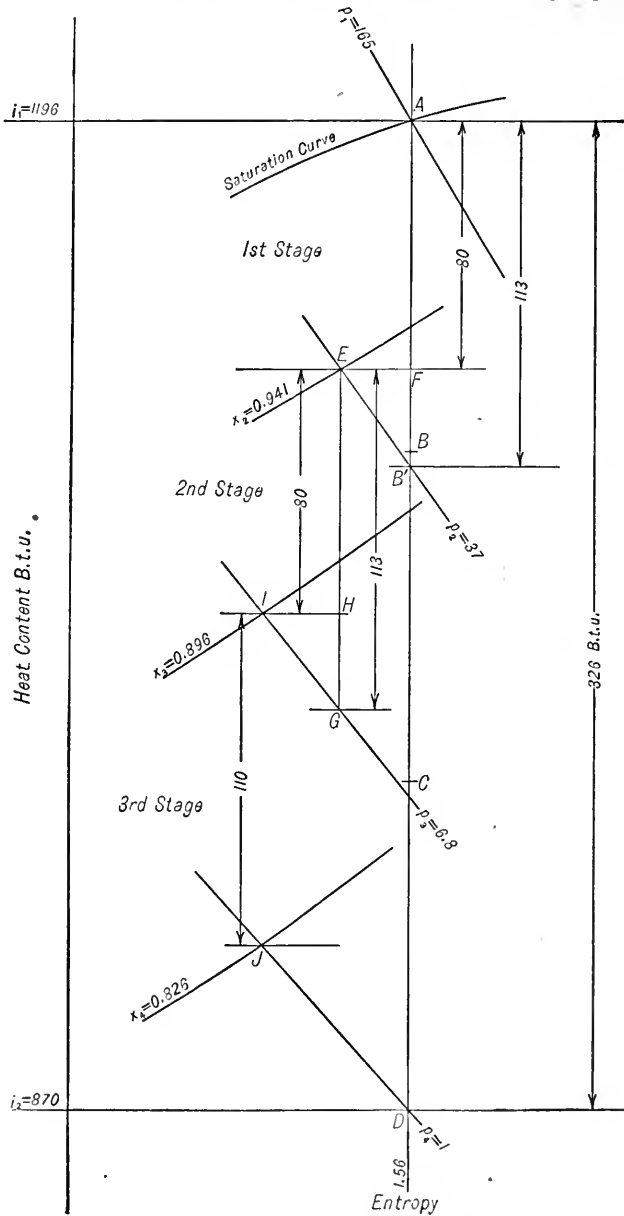 p₁=165
i₁=1196
A
Saturation Curve
1st Stage
80
113
E
F
x₂=0.941
B
B'
2nd Stage
80
p₂=37
113
Heat Content B.t.u.
I
H
x₃=0.896
326 B.t.u.
G
110
C
3rd Stage
p₃=6.8
J
x₄=0.826
i₂=870
D
p₄=1
1.56
Entropy